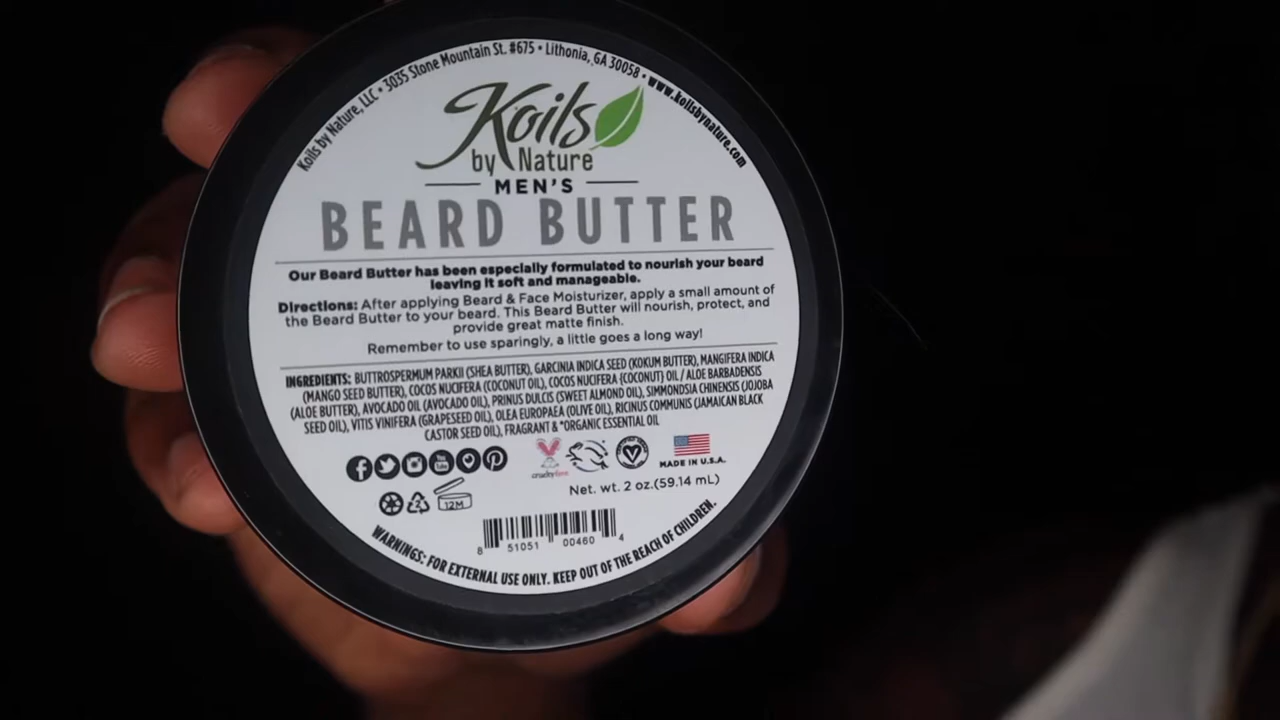 Koils by Nature, LLC • 3035 Stone Mountain St. #675 • Lithonia, GA 30058 • www.koilsbynature.com
Koils
by Nature
MEN'S
BEARD BUTTER
Our Beard Butter has been especially formulated to nourish your beard
leaving it soft and manageable.
Directions: After applying Beard & Face Moisturizer, apply a small amount of
the Beard Butter to your beard. This Beard Butter will nourish, protect, and
provide great matte finish.
Remember to use sparingly, a little goes a long way!
INGREDIENTS: BUTTROSPERMUM PARKII (SHEA BUTTER), GARCINIA INDICA SEED (KOKUM BUTTER), MANGIFERA INDICA
(MANGO SEED BUTTER), COCOS NUCIFERA (COCONUT OIL), COCOS NUCIFERA {COCONUT} OIL / ALOE BARBADENSIS
(ALOE BUTTER), AVOCADO OIL (AVOCADO OIL), PRINUS DULCIS (SWEET ALMOND OIL), SIMMONDSIA CHINENSIS (JOJOBA
SEED OIL), VITIS VINIFERA (GRAPESEED OIL), OLEA EUROPAEA (OLIVE OIL), RICINUS COMMUNIS (JAMAICAN BLACK
CASTOR SEED OIL), FRAGRANT & *ORGANIC ESSENTIAL OIL
crueltyfree
MADE IN U.S.A.
Net. wt. 2 oz.(59.14 mL)
12M
8 51051 00460 4
WARNINGS: FOR EXTERNAL USE ONLY. KEEP OUT OF THE REACH OF CHILDREN.